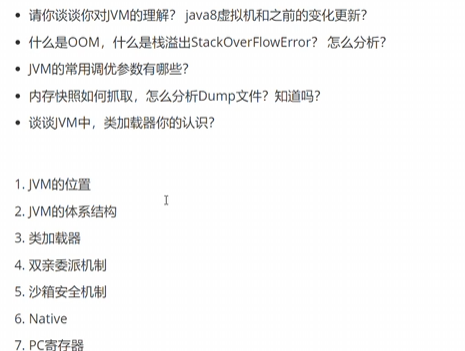 • 请你谈谈你对JVM的理解? java8虚拟机和之前的变化更新?
• 什么是OOM,什么是栈溢出StackOverFlowError? 怎么分析?
• JVM的常用调优参数有哪些?
• 内存快照如何抓取,怎么分析Dump文件?知道吗?
• 谈谈JVM中,类加载器你的认识?
1. JVM的位置
2. JVM的体系结构
3. 类加载器
4. 双亲委派机制
5. 沙箱安全机制
6. Native
7. PC寄存器